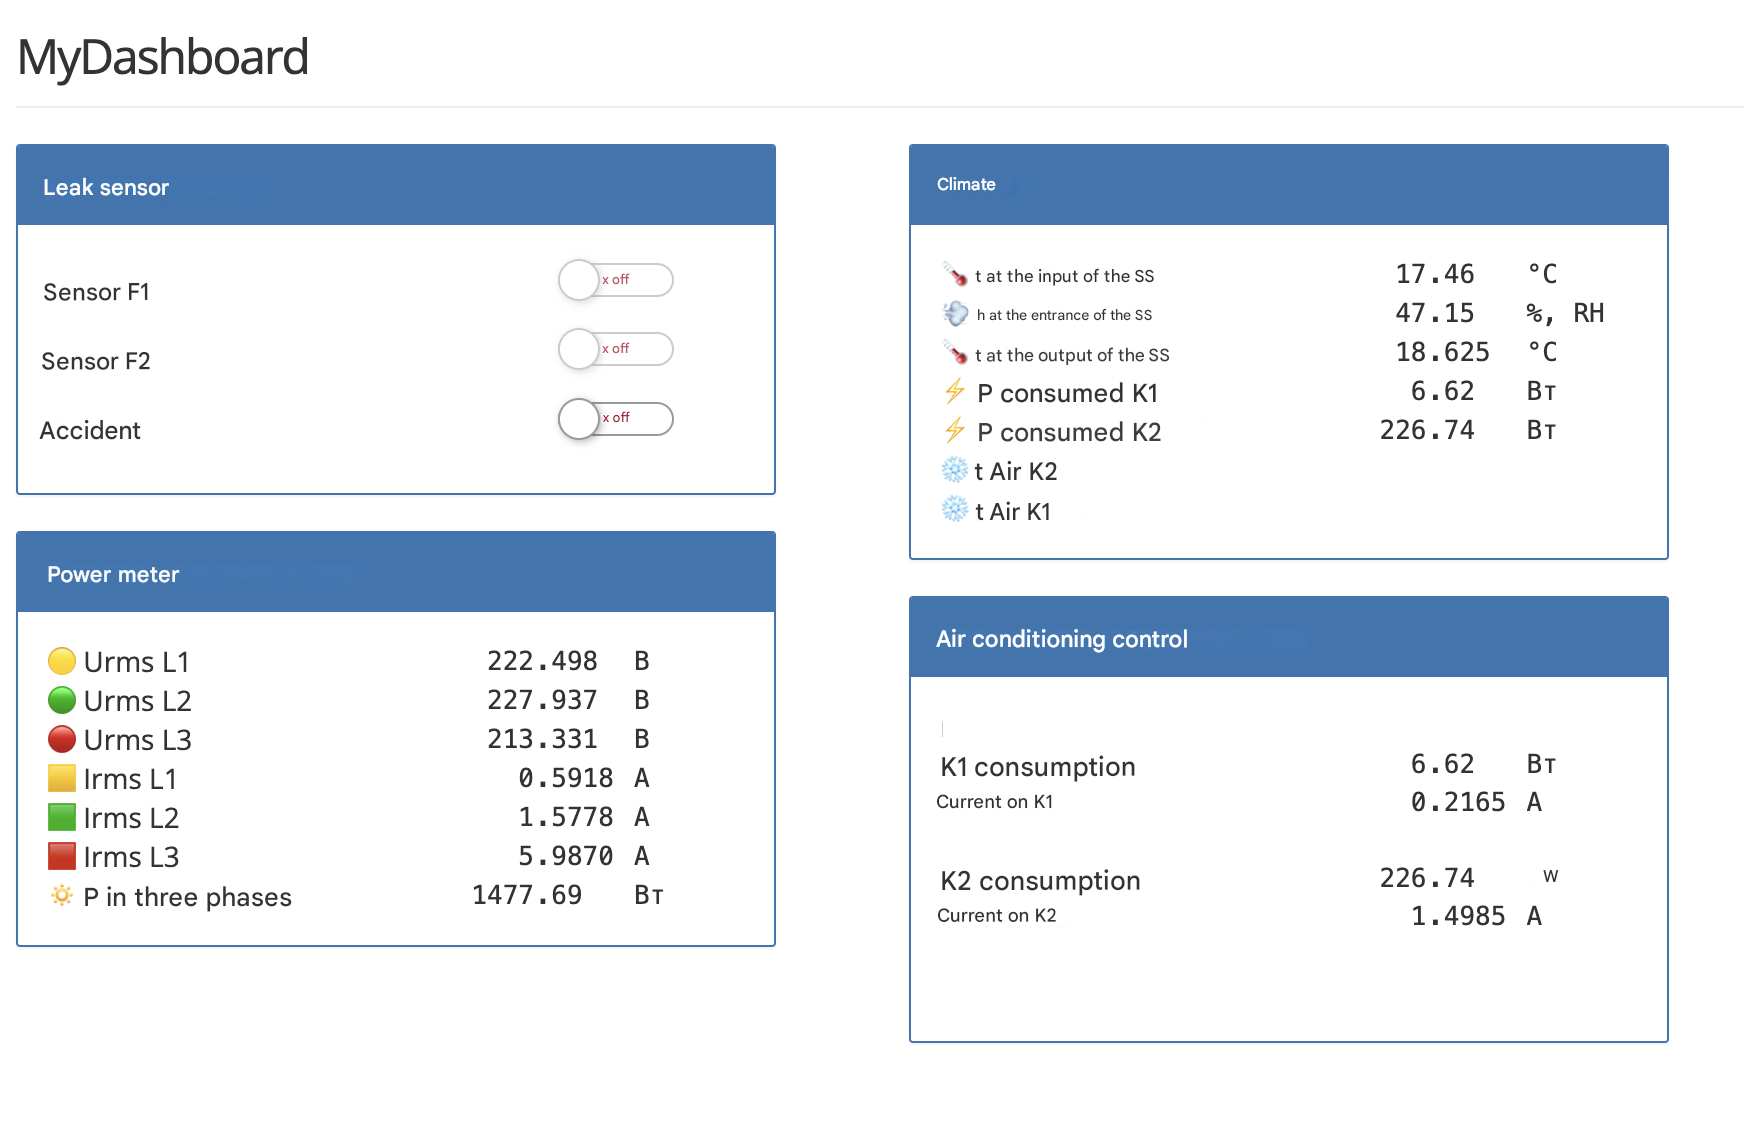 MyDashboard
Leak sensor
Sensor F1 x off
Sensor F2 x off
Accident x off
Power meter
Urms L1 222.498 В
Urms L2 227.937 В
Urms L3 213.331 В
Irms L1 0.5918 А
Irms L2 1.5778 А
Irms L3 5.9870 А
P in three phases 1477.69 Вт
Climate
t at the input of the SS 17.46 °C
h at the entrance of the SS 47.15 %, RH
t at the output of the SS 18.625 °C
P consumed K1 6.62 Вт
P consumed K2 226.74 Вт
t Air K2
t Air K1
Air conditioning control
K1 consumption 6.62 Вт
Current on K1 0.2165 А
K2 consumption 226.74 W
Current on K2 1.4985 А